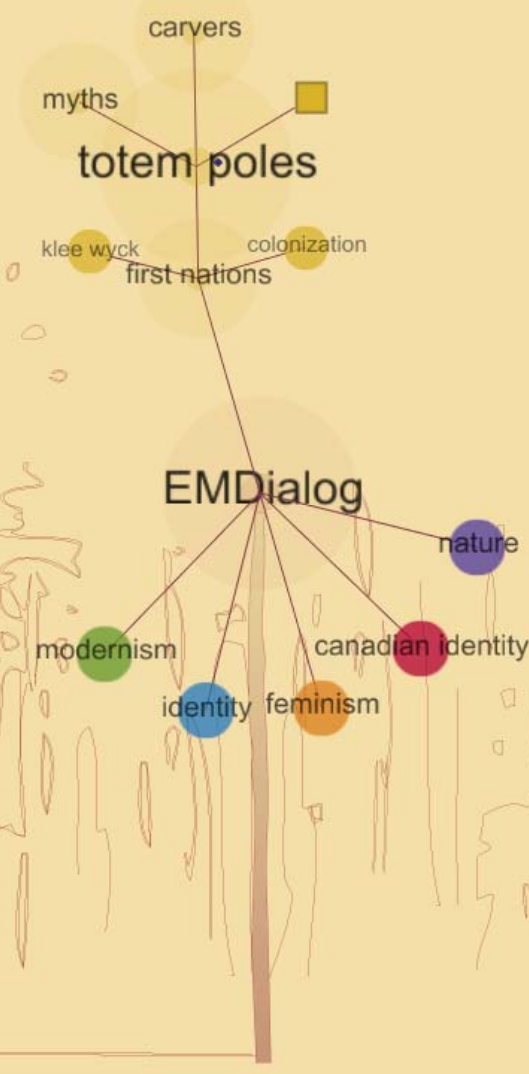 carvers
myths
totem poles
klee wyck
colonization
first nations
EMDialog
nature
modernism
canadian identity
identity
feminism